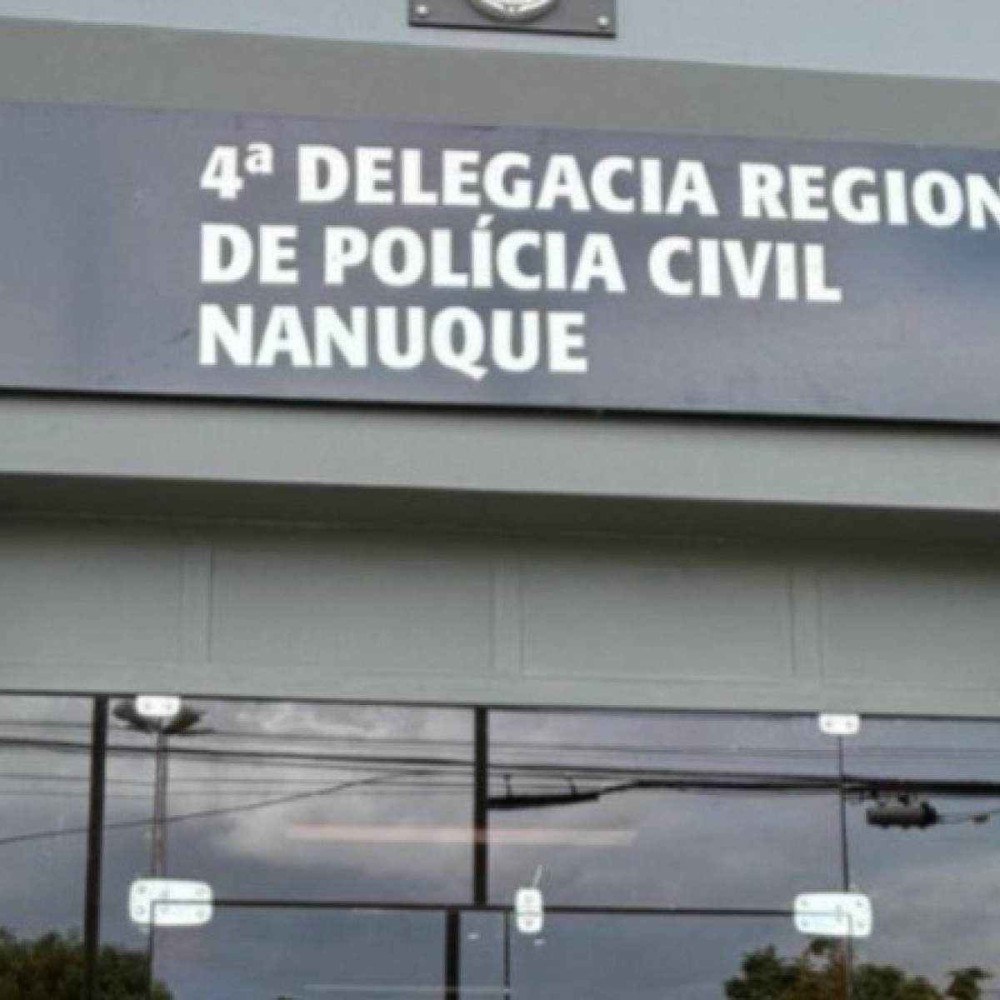 4ª DELEGACIA REGION
DE POLÍCIA CIVIL
NANUQUE